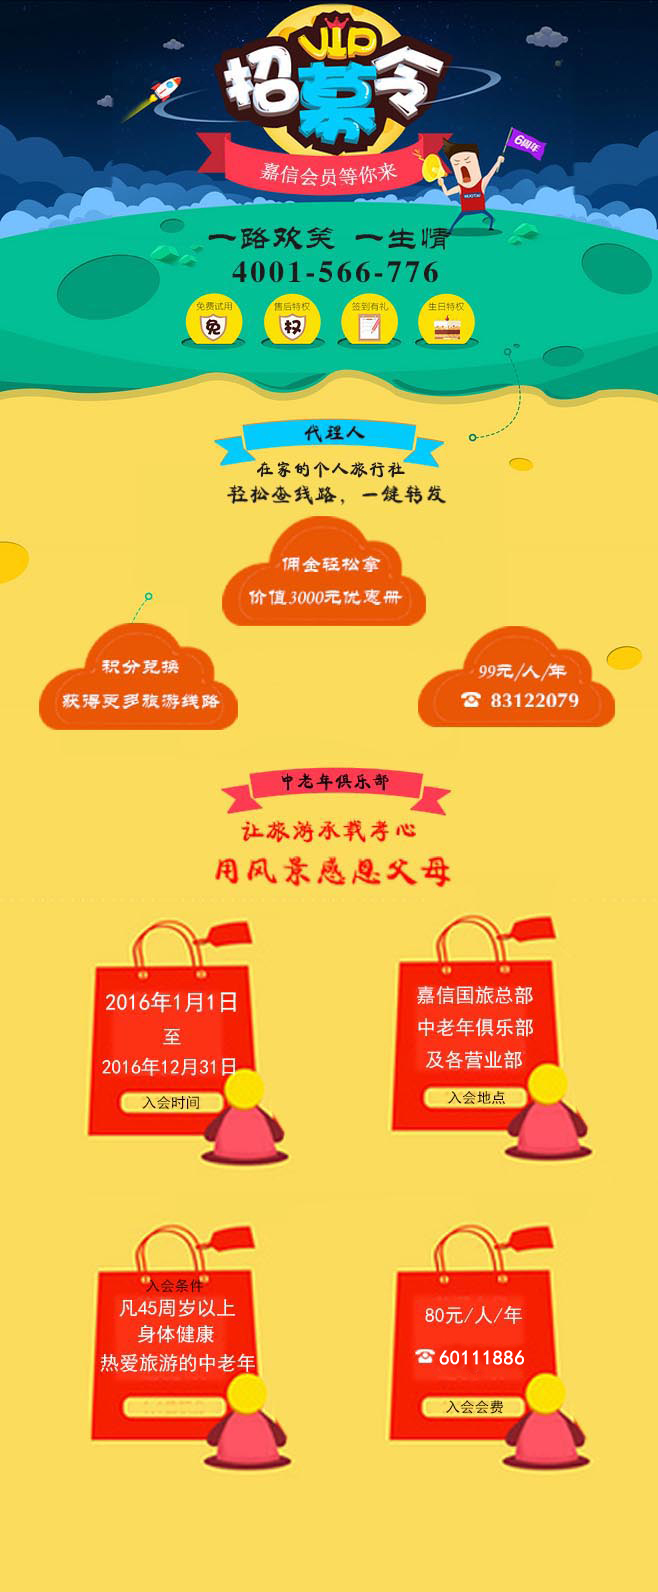 VIP
招募令
6周年
嘉信会员等你来
一路欢笑 一生情
4001-566-776
免费试用
售后特权
签到有礼
生日特权
免
权
代理人
在家的个人旅行社
轻松查线路，一键转发
佣金轻松拿
价值3000元优惠册
积分兑换
获得更多旅游线路
99元/人/年
☎ 83122079
中老年俱乐部
让旅游承载孝心
用风景感恩父母
2016年1月1日
至
2016年12月31日
入会时间
嘉信国旅总部
中老年俱乐部
及各营业部
入会地点
入会条件
凡45周岁以上
身体健康
热爱旅游的中老年
80元/人/年
☎60111886
入会会费